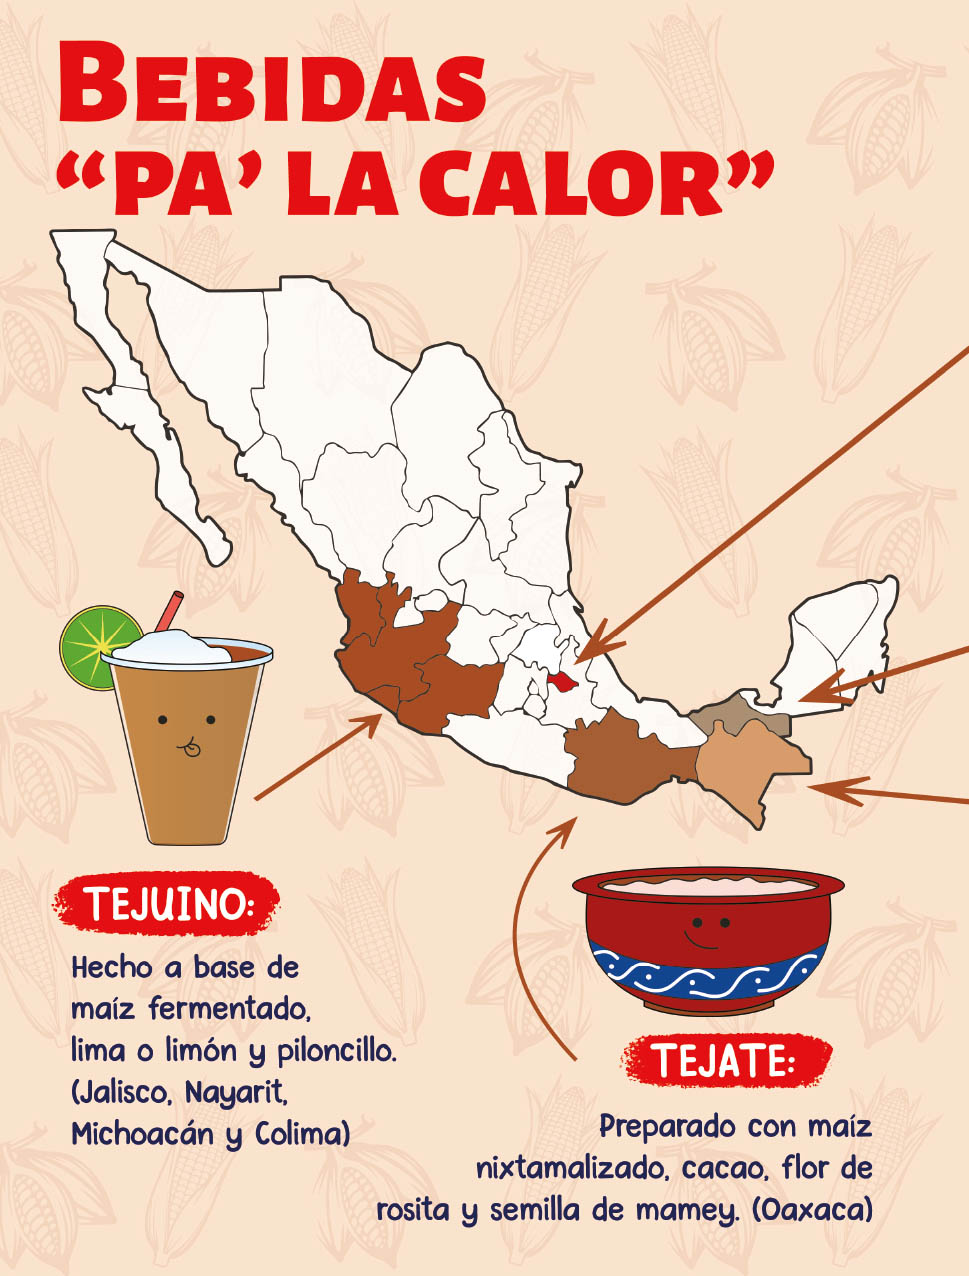 BEBIDAS
“PA’ LA CALOR”
TEJUINO:
Hecho a base de
maíz fermentado,
lima o limón y piloncillo.
(Jalisco, Nayarit,
Michoacán y Colima)
TEJATE:
Preparado con maíz
nixtamalizado, cacao, flor de
rosita y semilla de mamey. (Oaxaca)